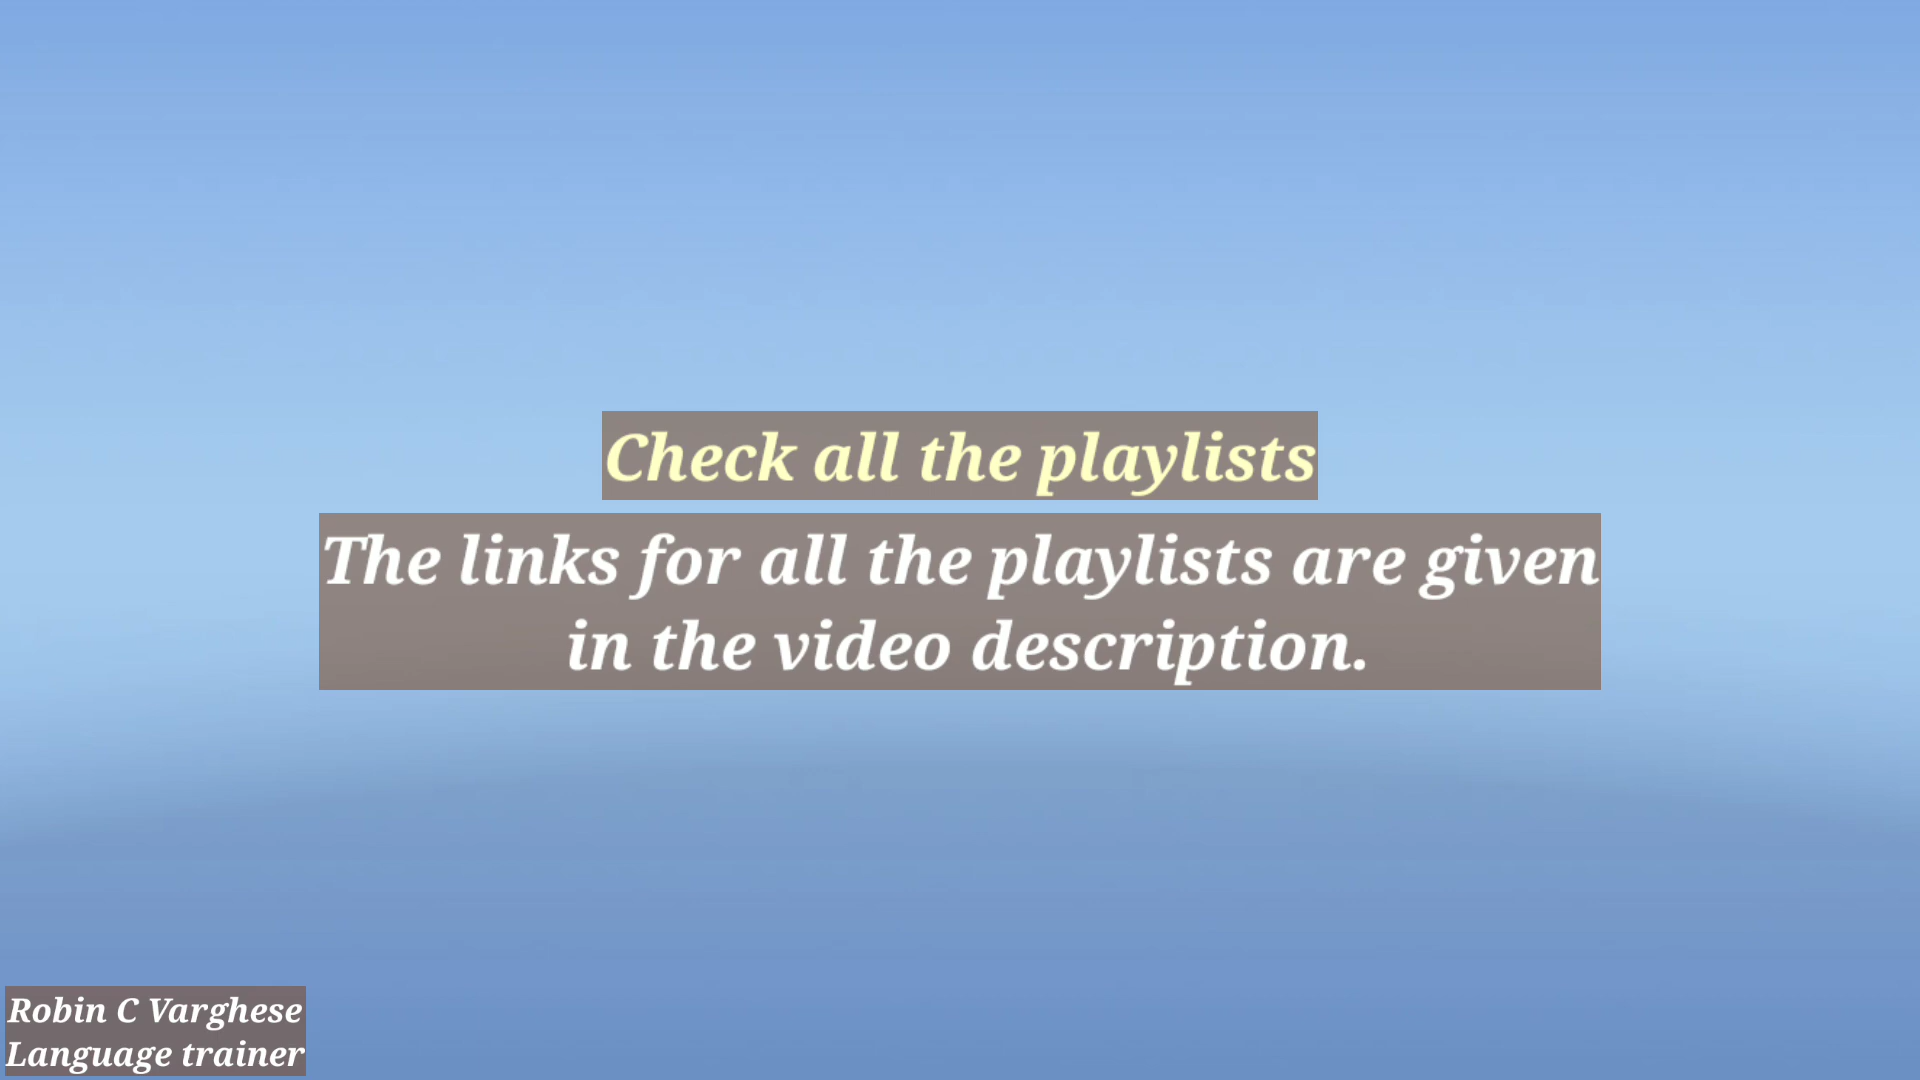 Check all the playlists
The links for all the playlists are given
in the video description.
Robin C Varghese
Language trainer